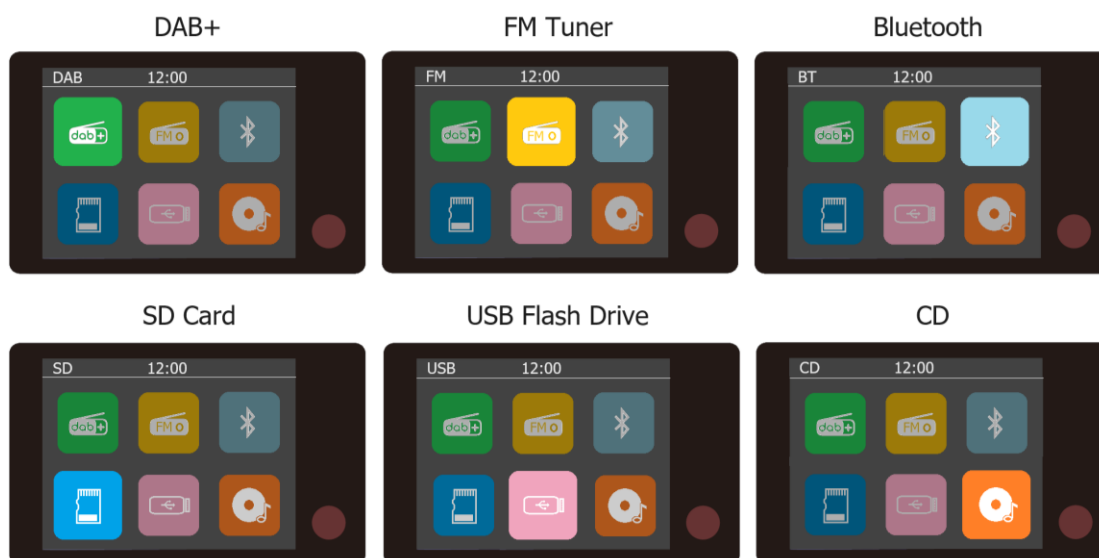 DAB+
FM Tuner
Bluetooth
DAB 12:00
FM 12:00
BT 12:00
dab+ FM
dab+ FM
dab+ FM
SD Card
USB Flash Drive
CD
SD 12:00
USB 12:00
CD 12:00
dab+ FM
dab+ FM
dab+ FM